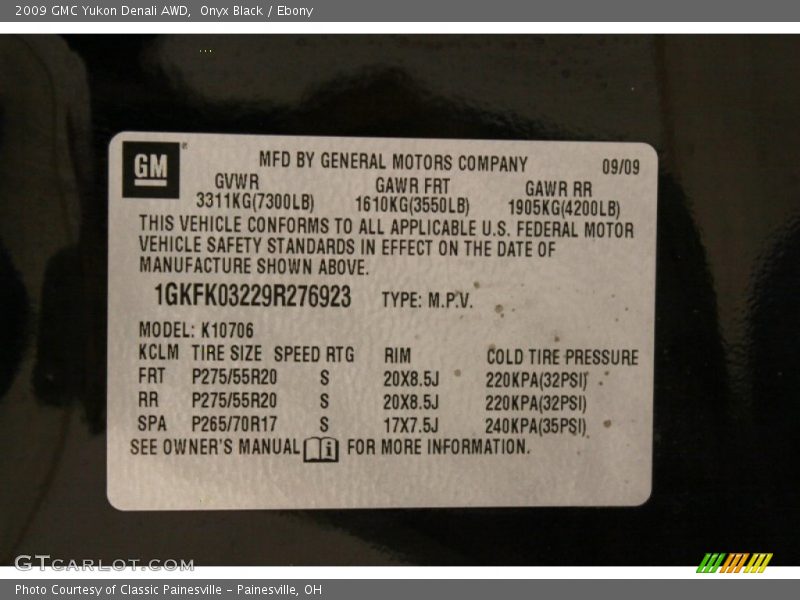 2009 GMC Yukon Denali AWD, Onyx Black / Ebony
GM
MFD BY GENERAL MOTORS COMPANY 09/09
GVWR GAWR FRT GAWR RR
3311KG(7300LB) 1610KG(3550LB) 1905KG(4200LB)
THIS VEHICLE CONFORMS TO ALL APPLICABLE U.S. FEDERAL MOTOR
VEHICLE SAFETY STANDARDS IN EFFECT ON THE DATE OF
MANUFACTURE SHOWN ABOVE.
1GKFK03229R276923 TYPE: M.P.V.
MODEL: K10706
KCLM TIRE SIZE SPEED RTG RIM COLD TIRE PRESSURE
FRT P275/55R20 S 20X8.5J 220KPA(32PSI)
RR P275/55R20 S 20X8.5J 220KPA(32PSI)
SPA P265/70R17 S 17X7.5J 240KPA(35PSI)
SEE OWNER'S MANUAL i FOR MORE INFORMATION.
GTCARLOT.COM
Photo Courtesy of Classic Painesville - Painesville, OH